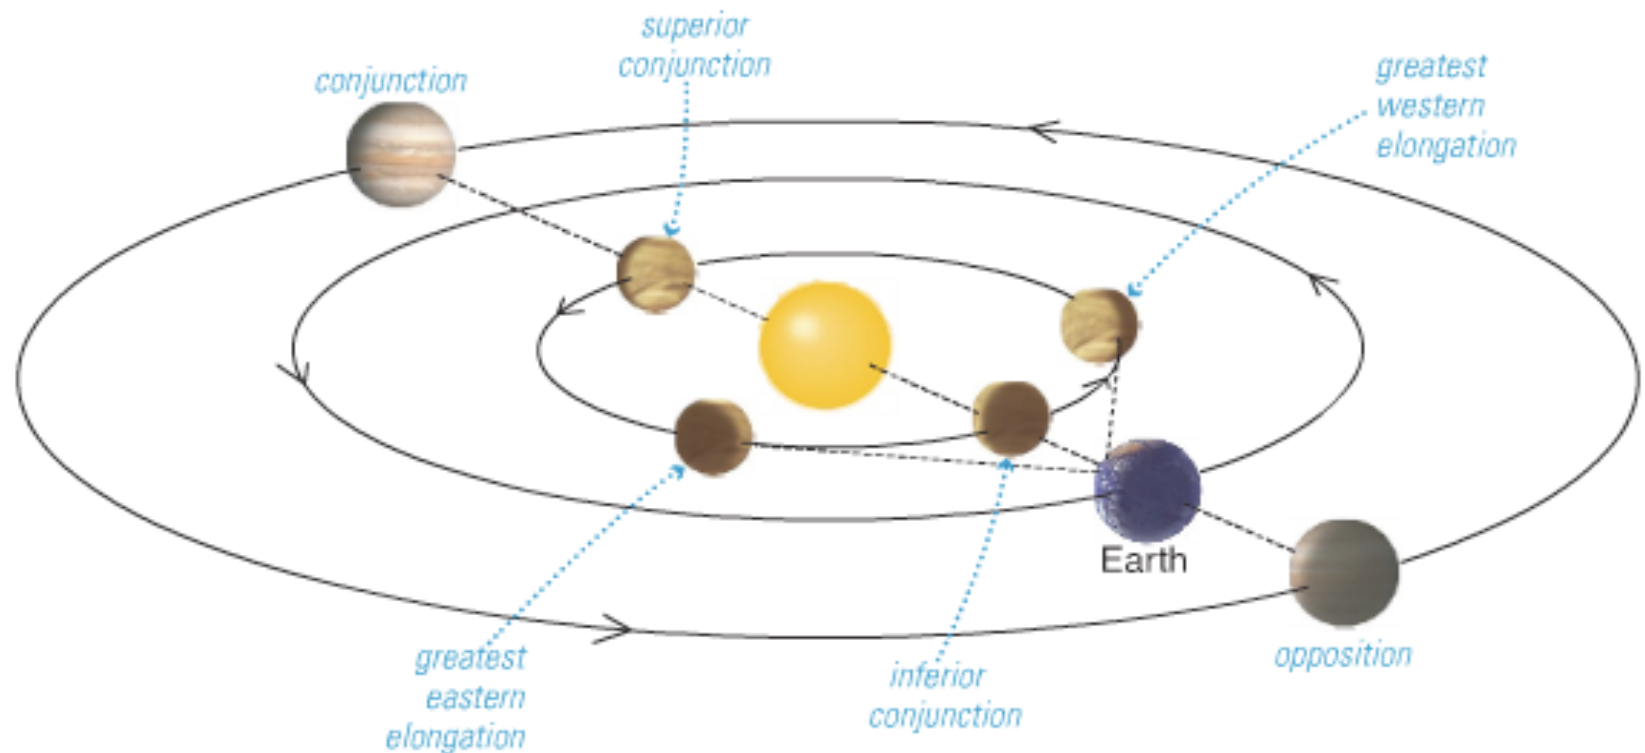 superior
conjunction
conjunction
greatest
western
elongation
Earth
greatest
eastern
elongation
inferior
conjunction
opposition